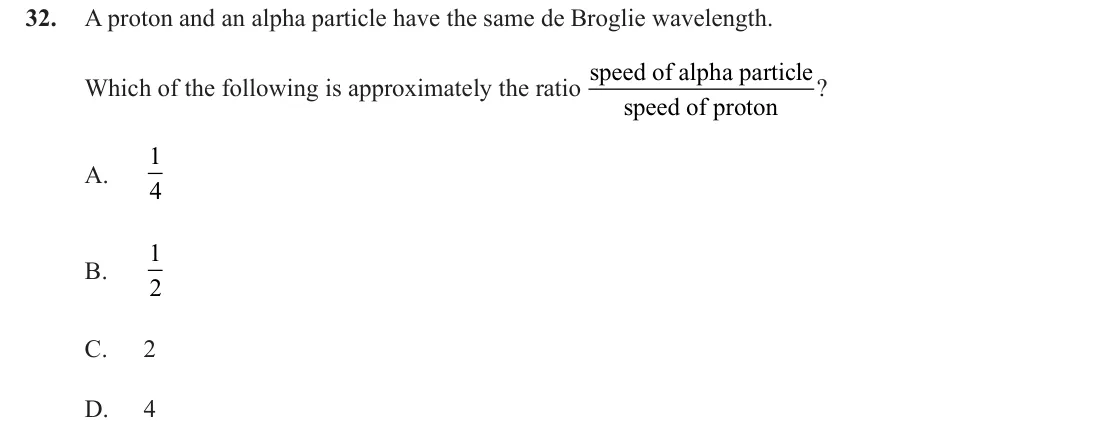 32. A proton and an alpha particle have the same de Broglie wavelength.
Which of the following is approximately the ratio speed of alpha particle / speed of proton ?
A. 1/4
B. 1/2
C. 2
D. 4